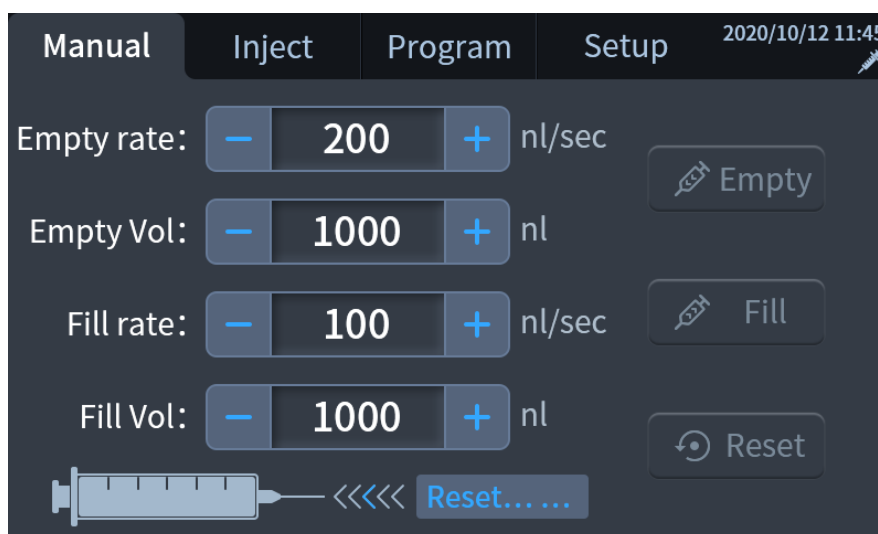 Manual Inject Program Setup 2020/10/12 11:45
Empty rate: − 200 + nl/sec
Empty
Empty Vol: − 1000 + nl
Fill rate: − 100 + nl/sec
Fill
Fill Vol: − 1000 + nl
Reset
Reset... ...